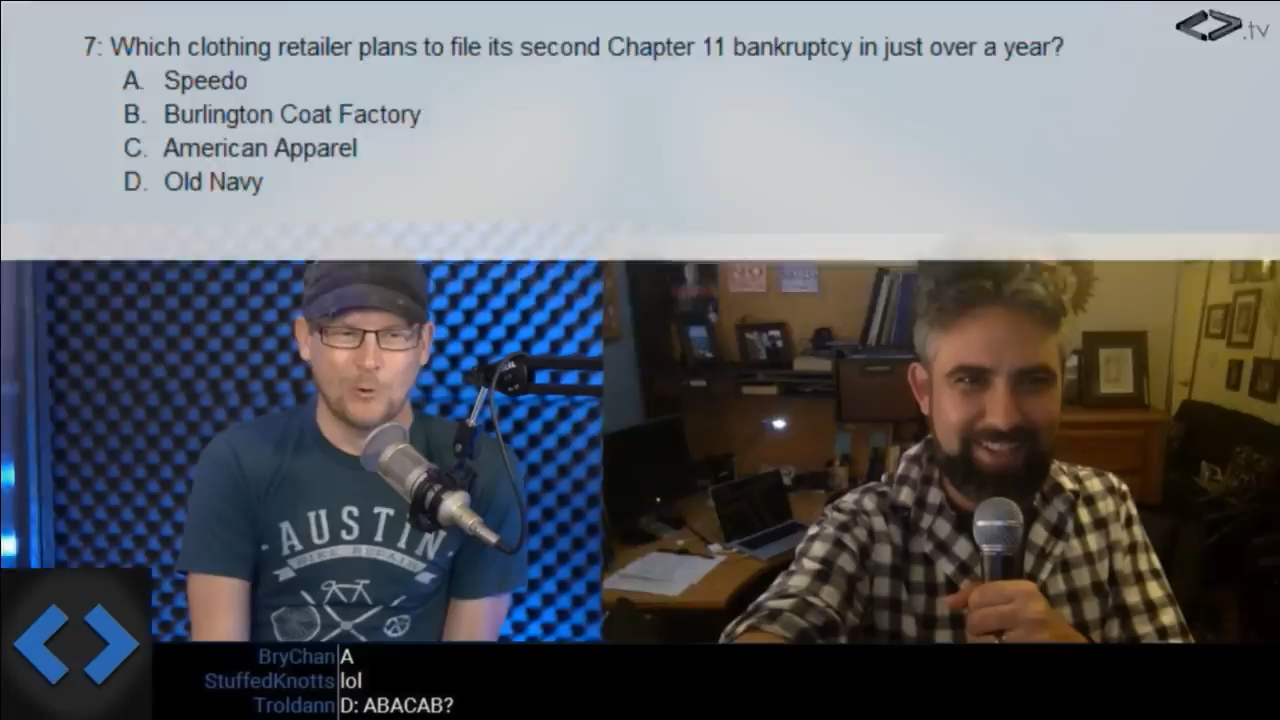 .tv
7: Which clothing retailer plans to file its second Chapter 11 bankruptcy in just over a year?
A. Speedo
B. Burlington Coat Factory
C. American Apparel
D. Old Navy
AUSTIN
BIKE REPAIR
BryChan A
StuffedKnotts lol
Troldann D: ABACAB?